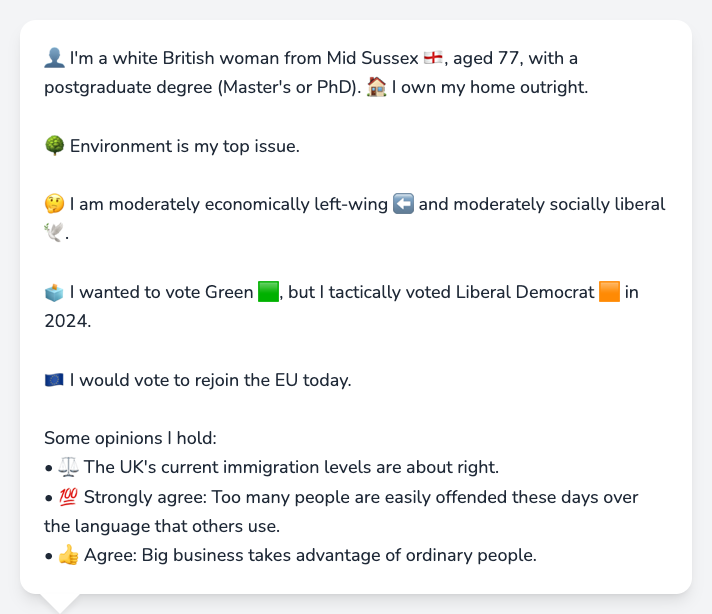 👤 I'm a white British woman from Mid Sussex 🏴󠁧󠁢󠁥󠁮󠁧󠁿, aged 77, with a
postgraduate degree (Master's or PhD). 🏠 I own my home outright.
🌳 Environment is my top issue.
🤔 I am moderately economically left-wing ⬅️ and moderately socially liberal
🕊️.
🗳️ I wanted to vote Green 🟩, but I tactically voted Liberal Democrat 🟧 in
2024.
🇪🇺 I would vote to rejoin the EU today.
Some opinions I hold:
• ⚖️ The UK's current immigration levels are about right.
• 💯 Strongly agree: Too many people are easily offended these days over
the language that others use.
• 👍 Agree: Big business takes advantage of ordinary people.